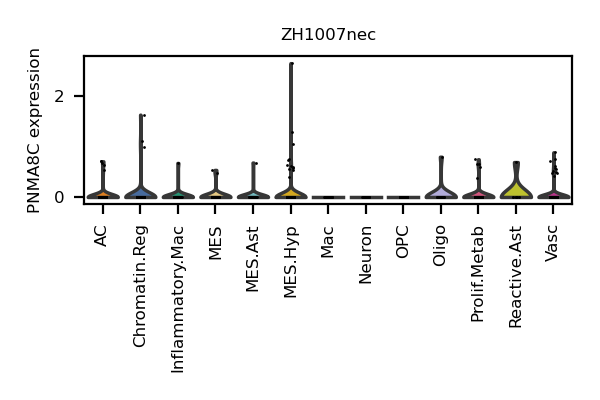 ZH1007nec
PNMA8C expression
2
0
AC
Chromatin.Reg
Inflammatory.Mac
MES
MES.Ast
MES.Hyp
Mac
Neuron
OPC
Oligo
Prolif.Metab
Reactive.Ast
Vasc